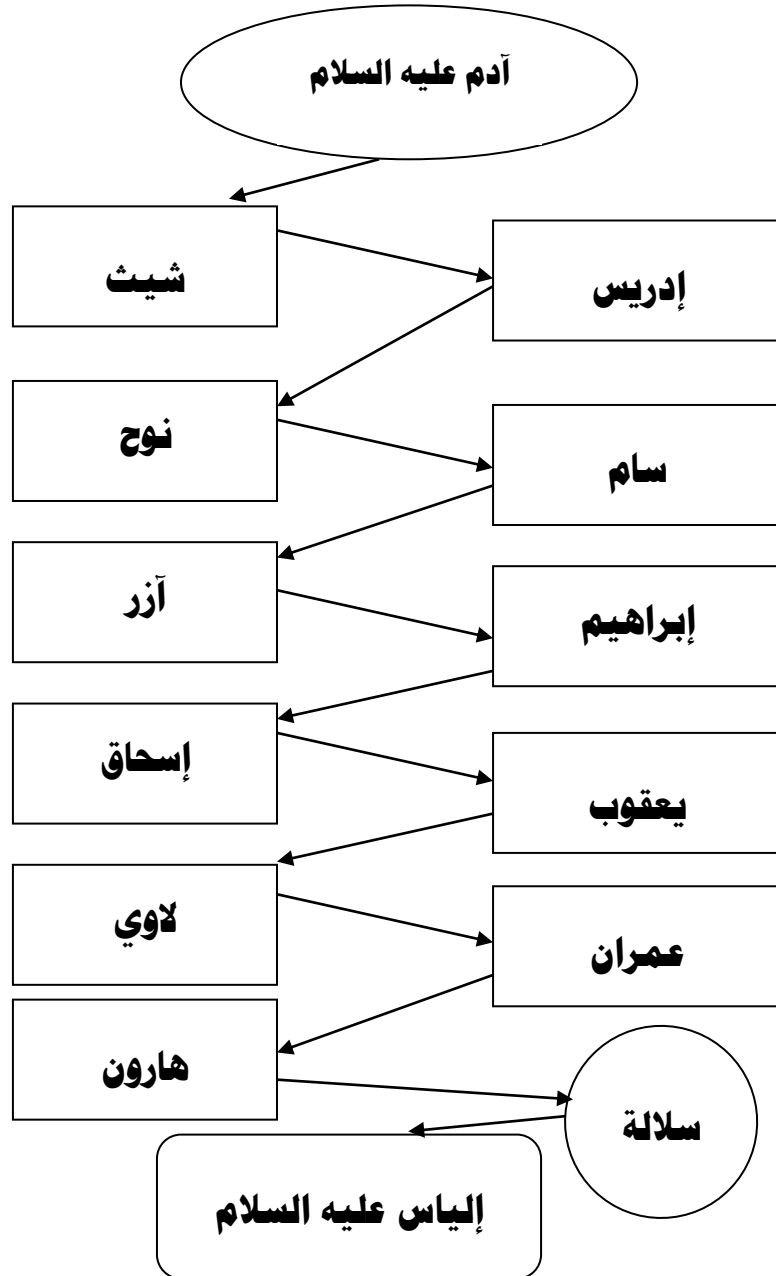 آدم عليه السلام
شيث
إدريس
نوح
سام
آزر
إبراهيم
إسحاق
يعقوب
لاوي
عمران
هارون
سلالة
إلياس عليه السلام